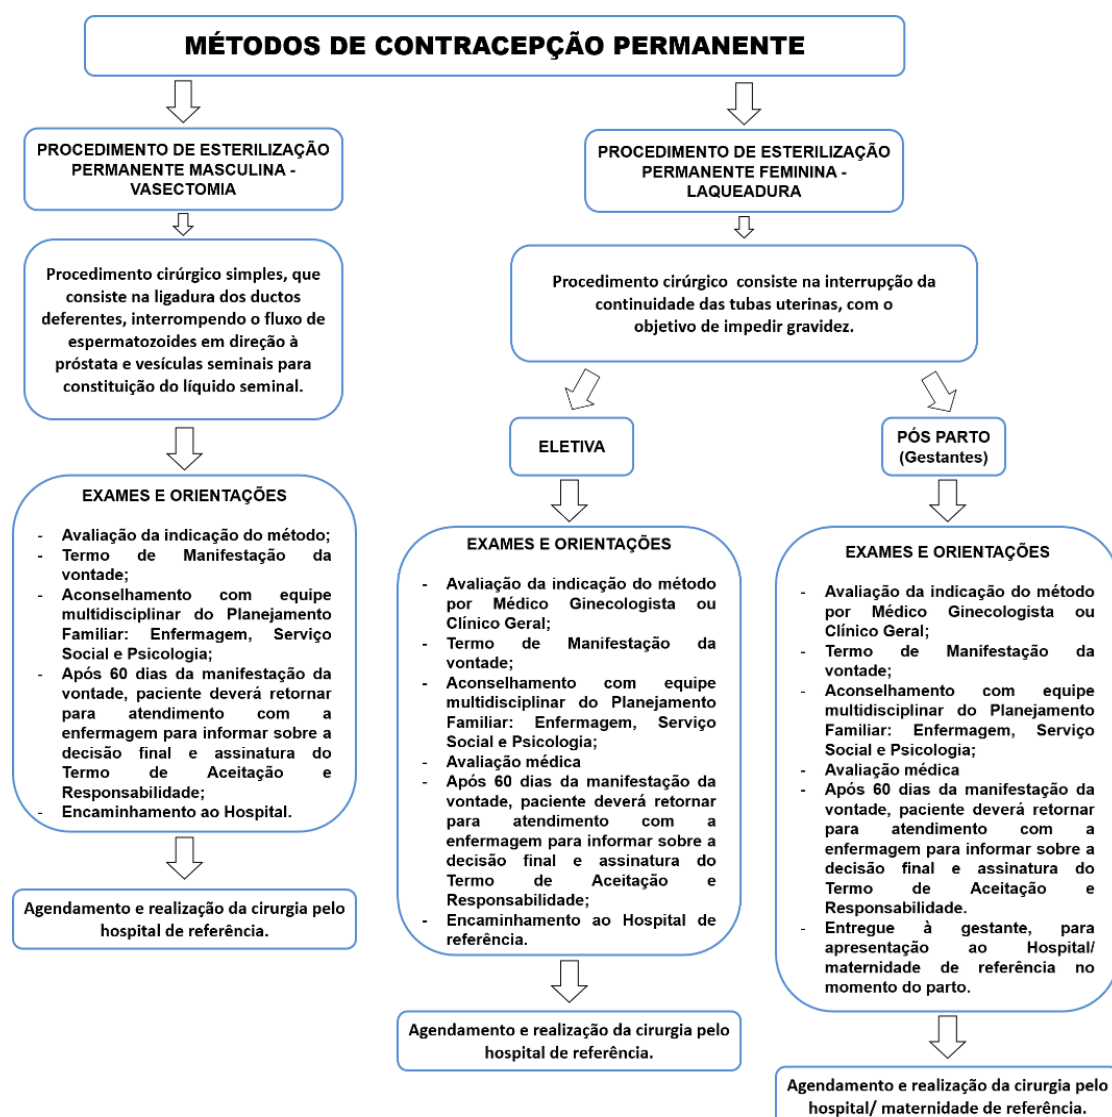 MÉTODOS DE CONTRACEPÇÃO PERMANENTE
PROCEDIMENTO DE ESTERILIZAÇÃO
PERMANENTE MASCULINA -
VASECTOMIA
Procedimento cirúrgico simples, que
consiste na ligadura dos ductos
deferentes, interrompendo o fluxo de
espermatozoides em direção à
próstata e vesículas seminais para
constituição do líquido seminal.
EXAMES E ORIENTAÇÕES
- Avaliação da indicação do método;
- Termo de Manifestação da
vontade;
- Aconselhamento com equipe
multidisciplinar do Planejamento
Familiar: Enfermagem, Serviço
Social e Psicologia;
- Após 60 dias da manifestação da
vontade, paciente deverá retornar
para atendimento com a
enfermagem para informar sobre a
decisão final e assinatura do
Termo de Aceitação e
Responsabilidade;
- Encaminhamento ao Hospital.
Agendamento e realização da cirurgia pelo
hospital de referência.
PROCEDIMENTO DE ESTERILIZAÇÃO
PERMANENTE FEMININA -
LAQUEADURA
Procedimento cirúrgico consiste na interrupção da
continuidade das tubas uterinas, com o
objetivo de impedir gravidez.
ELETIVA
EXAMES E ORIENTAÇÕES
- Avaliação da indicação do método
por Médico Ginecologista ou
Clínico Geral;
- Termo de Manifestação da
vontade;
- Aconselhamento com equipe
multidisciplinar do Planejamento
Familiar: Enfermagem, Serviço
Social e Psicologia;
- Avaliação médica
- Após 60 dias da manifestação da
vontade, paciente deverá retornar
para atendimento com a
enfermagem para informar sobre a
decisão final e assinatura do
Termo de Aceitação e
Responsabilidade;
- Encaminhamento ao Hospital de
referência.
Agendamento e realização da cirurgia pelo
hospital de referência.
PÓS PARTO
(Gestantes)
EXAMES E ORIENTAÇÕES
- Avaliação da indicação do método
por Médico Ginecologista ou
Clínico Geral;
- Termo de Manifestação da
vontade;
- Aconselhamento com equipe
multidisciplinar do Planejamento
Familiar: Enfermagem, Serviço
Social e Psicologia;
- Avaliação médica
- Após 60 dias da manifestação da
vontade, paciente deverá retornar
para atendimento com a
enfermagem para informar sobre a
decisão final e assinatura do
Termo de Aceitação e
Responsabilidade.
- Entregue à gestante, para
apresentação ao Hospital/
maternidade de referência no
momento do parto.
Agendamento e realização da cirurgia pelo
hospital/ maternidade de referência.